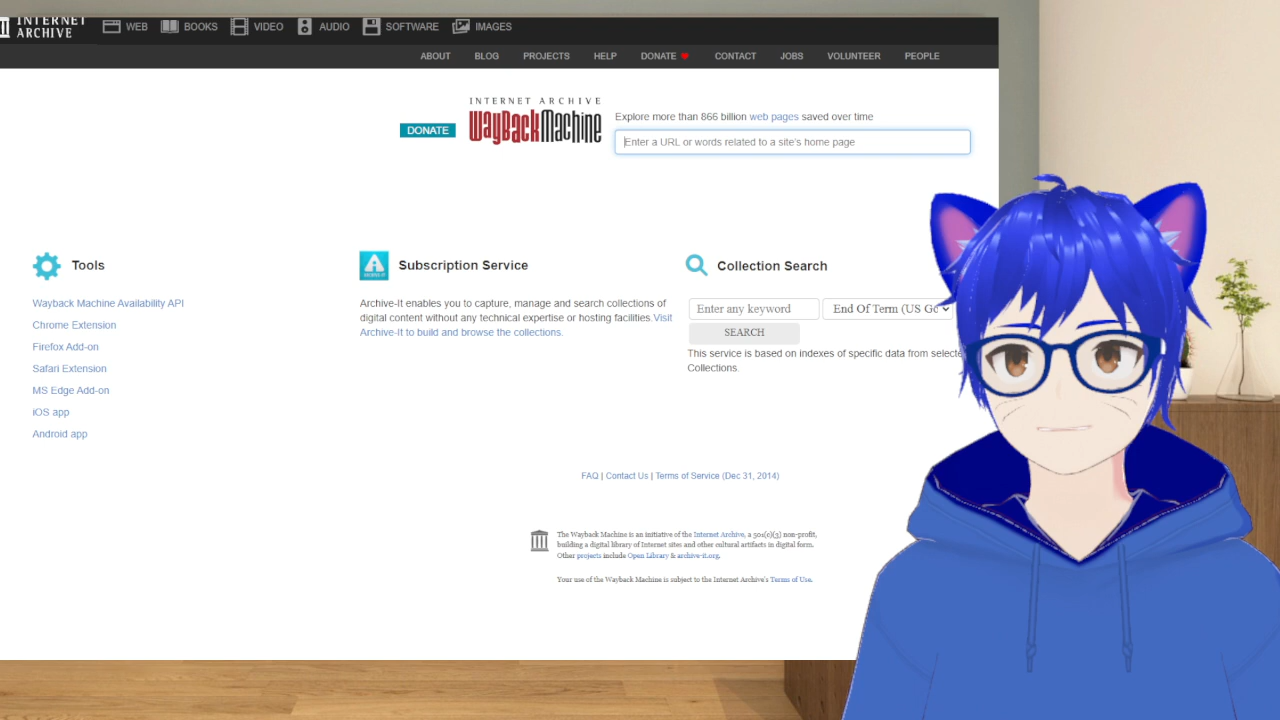 INTERNET
ARCHIVE
WEB BOOKS VIDEO AUDIO SOFTWARE IMAGES
ABOUT BLOG PROJECTS HELP DONATE CONTACT JOBS VOLUNTEER PEOPLE
INTERNET ARCHIVE
DONATE
WayBackMachine
Explore more than 866 billion web pages saved over time
Enter a URL or words related to a site's home page
Tools
Wayback Machine Availability API
Chrome Extension
Firefox Add-on
Safari Extension
MS Edge Add-on
iOS app
Android app
Subscription Service
Archive-It enables you to capture, manage and search collections of
digital content without any technical expertise or hosting facilities.Visit
Archive-It to build and browse the collections.
Collection Search
Enter any keyword End Of Term (US Go
SEARCH
This service is based on indexes of specific data from selecte
Collections.
FAQ | Contact Us | Terms of Service (Dec 31, 2014)
The Wayback Machine is an initiative of the Internet Archive, a 501(c)(3) non-profit,
building a digital library of Internet sites and other cultural artifacts in digital form.
Other projects include Open Library & archive-it.org.
Your use of the Wayback Machine is subject to the Internet Archive's Terms of Use.